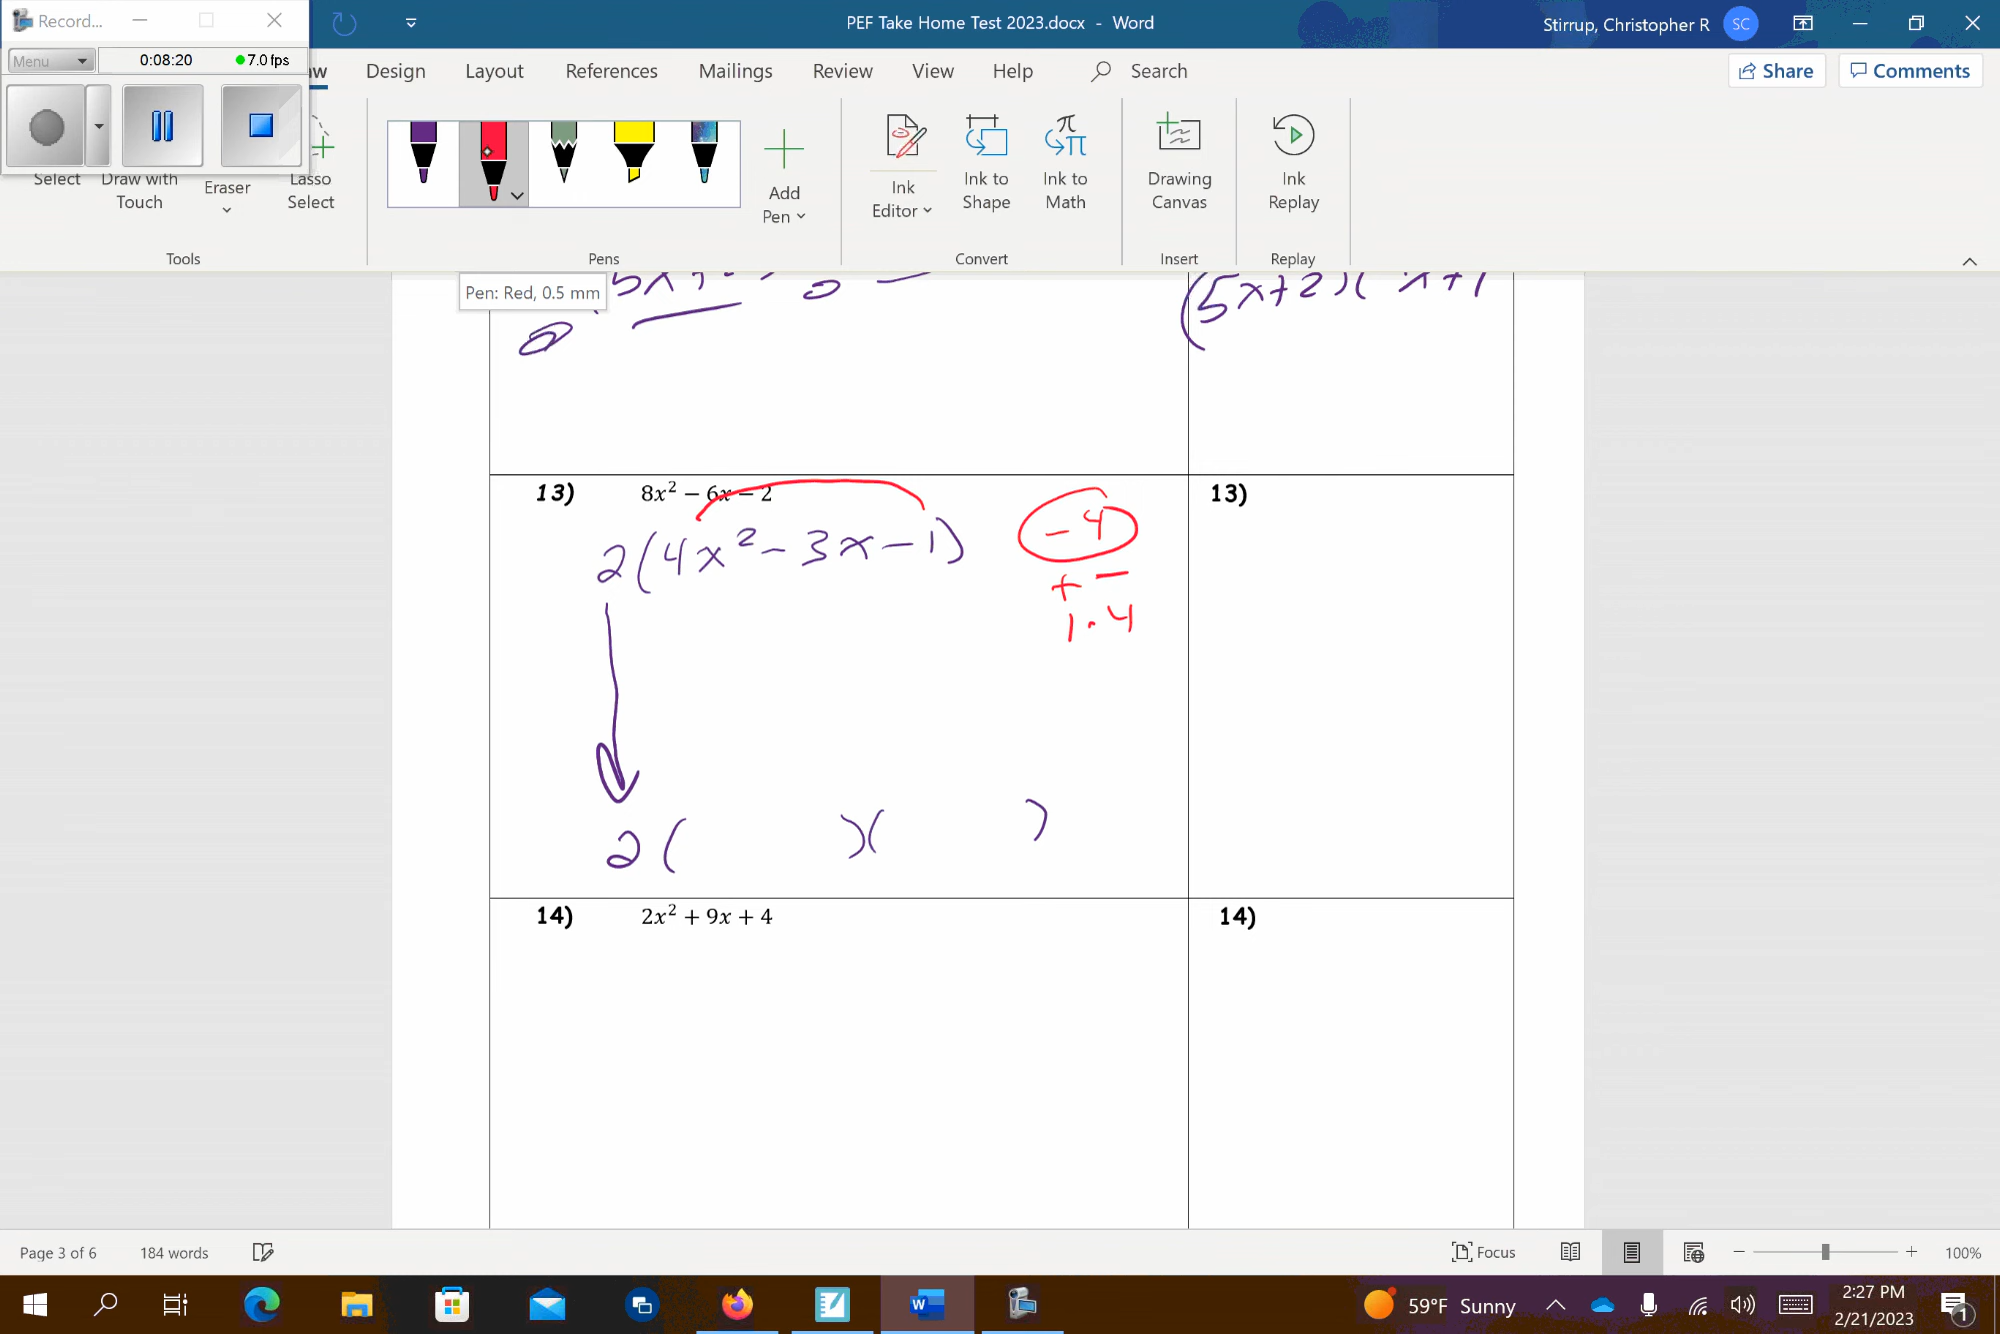 Record...
PEF Take Home Test 2023.docx - Word
Stirrup, Christopher R
SC
Menu
0:08:20
7.0 fps
Design
Layout
References
Mailings
Review
View
Help
Search
Share
Comments
Select
Draw with Touch
Eraser
Lasso Select
Add Pen
Ink Editor
Ink to Shape
Ink to Math
Drawing Canvas
Ink Replay
Tools
Pens
Convert
Insert
Replay
Pen: Red, 0.5 mm
(5x+2)( x+1
13) 8x² − 6x − 2
13)
2(4x² − 3x − 1)
− 4
+ −
1 · 4
2 ( )( )
14) 2x² + 9x + 4
14)
Page 3 of 6
184 words
Focus
100%
59°F Sunny
2:27 PM
2/21/2023
1